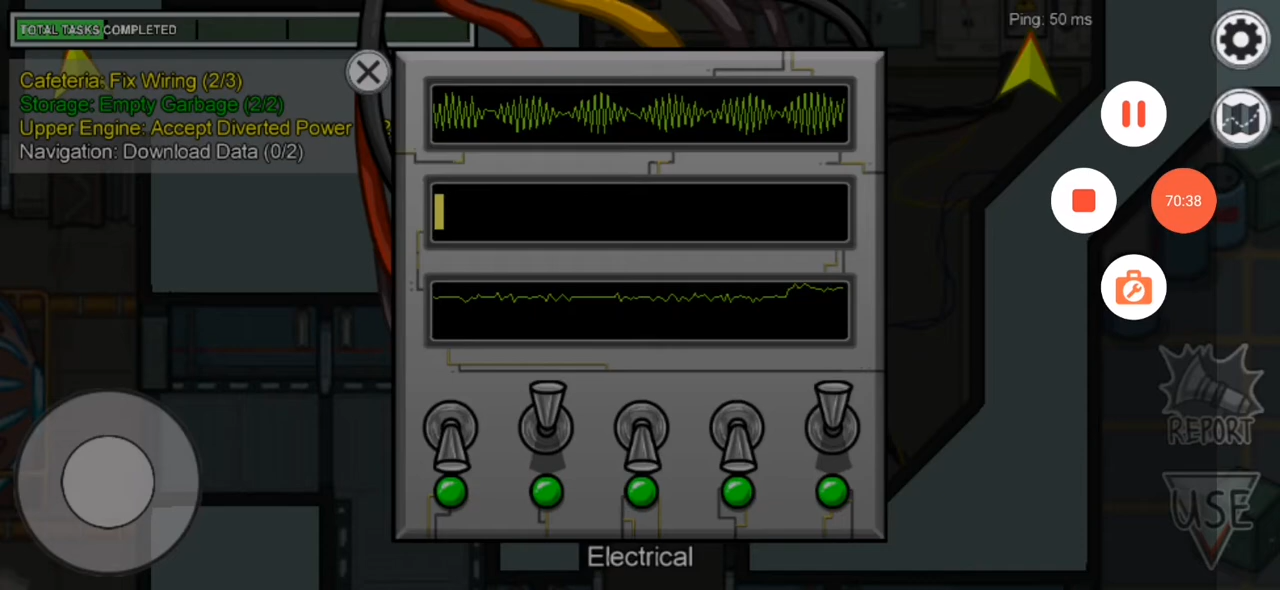 TOTAL TASKS COMPLETED
Ping: 50 ms
Cafeteria: Fix Wiring (2/3)
Storage: Empty Garbage (2/2)
Upper Engine: Accept Diverted Power
Navigation: Download Data (0/2)
70:38
REPORT
USE
Electrical